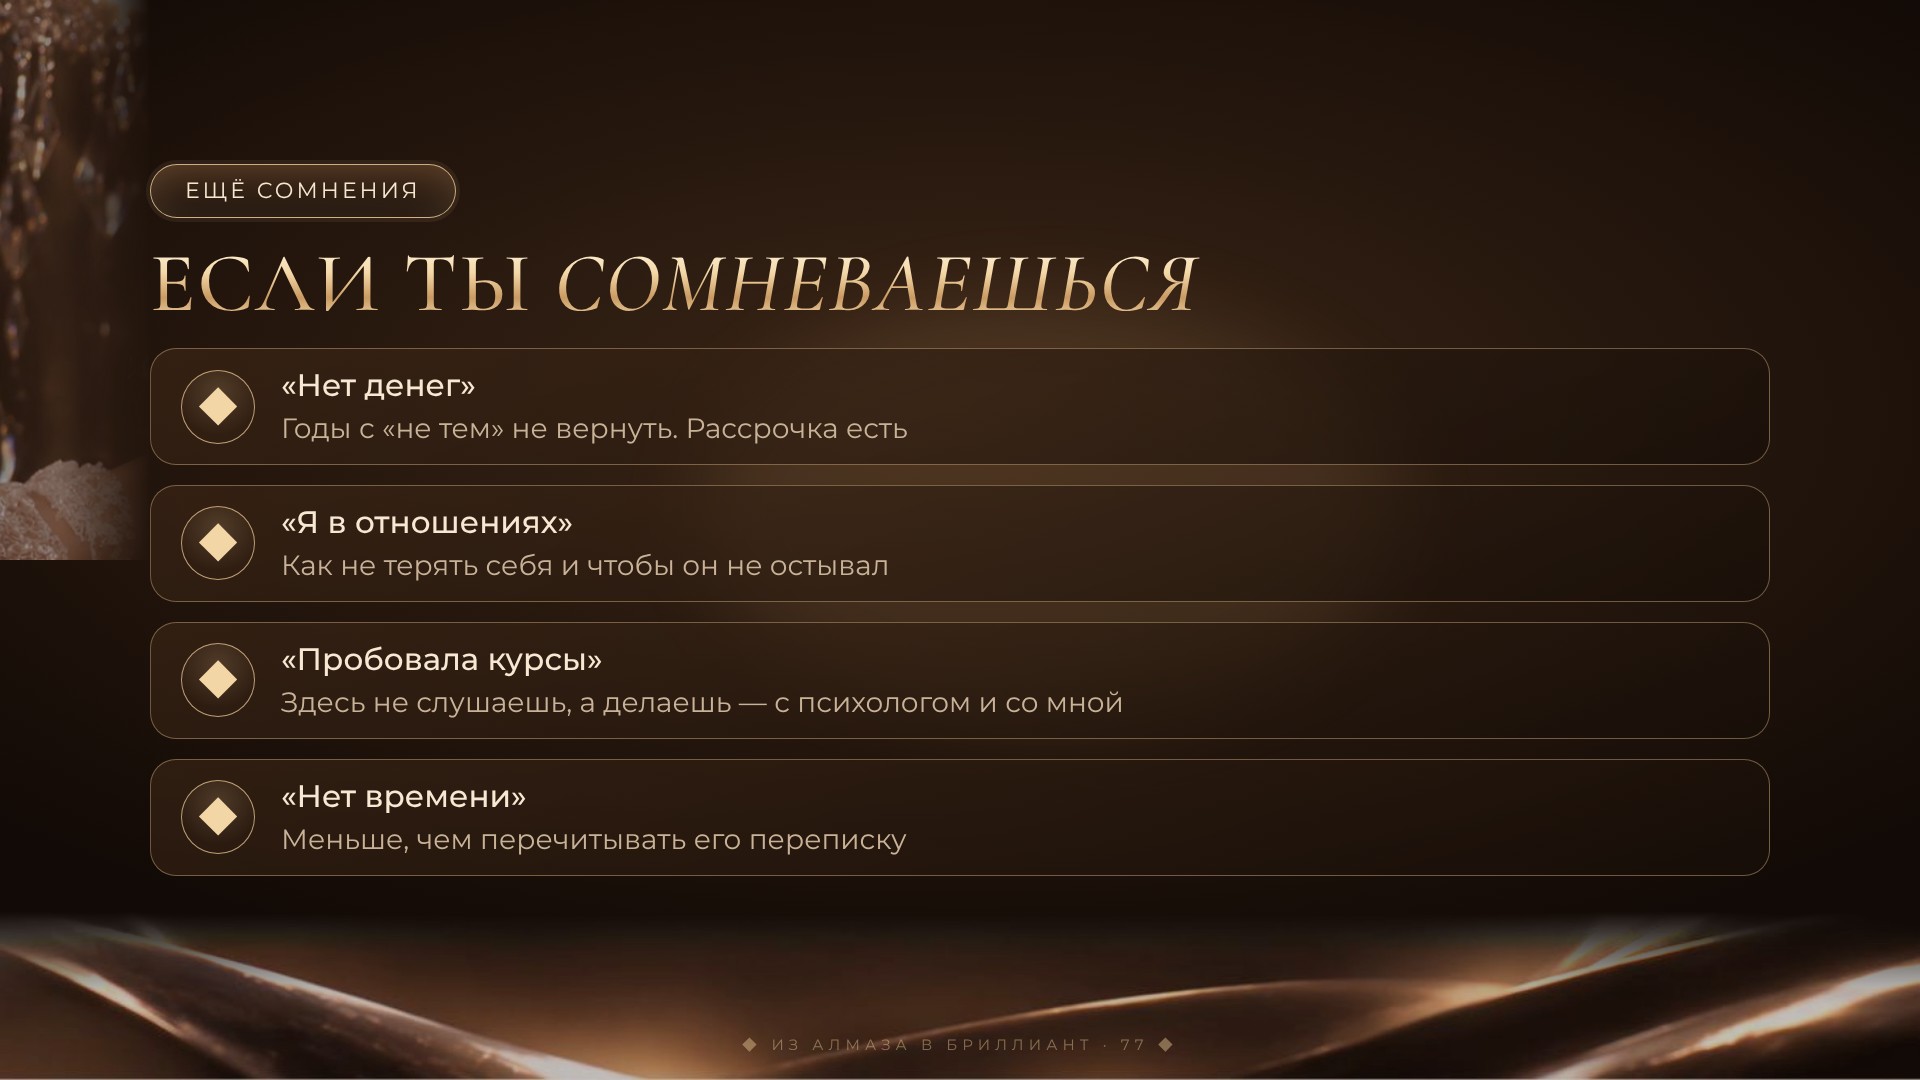 ЕЩЁ СОМНЕНИЯ
ЕСЛИ ТЫ СОМНЕВАЕШЬСЯ
«Нет денег»
Годы с «не тем» не вернуть. Рассрочка есть
«Я в отношениях»
Как не терять себя и чтобы он не остывал
«Пробовала курсы»
Здесь не слушаешь, а делаешь — с психологом и со мной
«Нет времени»
Меньше, чем перечитывать его переписку
ИЗ АЛМАЗА В БРИЛЛИАНТ · 77